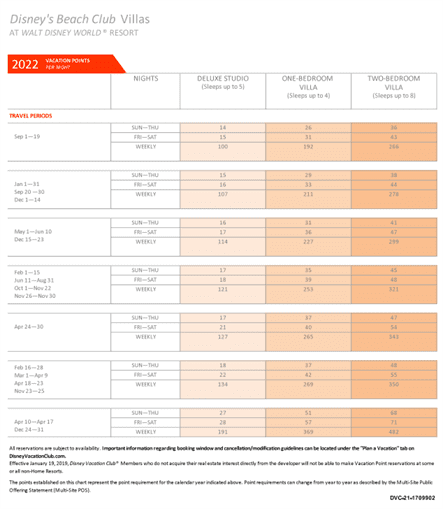 Disney's Beach Club Villas
AT WALT DISNEY WORLD® RESORT
2022 VACATION POINTS
PER NIGHT
NIGHTS DELUXE STUDIO ONE-BEDROOM TWO-BEDROOM
(Sleeps up to 5) VILLA VILLA
(Sleeps up to 4) (Sleeps up to 8)
TRAVEL PERIODS
SUN—THU 14 26 36
Sep 1—19 FRI—SAT 15 31 43
WEEKLY 100 192 266
SUN—THU 15 29 38
Jan 1—31 FRI—SAT 16 33 44
Sep 20—30 WEEKLY 107 211 278
Dec 1—14
SUN—THU 16 31 41
May 1—Jun 10 FRI—SAT 17 36 47
Dec 15—23 WEEKLY 114 227 299
Feb 1—15 SUN—THU 17 35 45
Jun 11—Aug 31 FRI—SAT 18 39 48
Oct 1—Nov 22 WEEKLY 121 253 321
Nov 26—Nov 30
SUN—THU 17 37 47
Apr 24—30 FRI—SAT 21 40 54
WEEKLY 127 265 343
Feb 16—28 SUN—THU 18 37 48
Mar 1—Apr 9 FRI—SAT 22 42 55
Apr 18—23 WEEKLY 134 269 350
Nov 23—25
SUN—THU 27 51 68
Apr 10—Apr 17 FRI—SAT 28 57 71
Dec 24—31 WEEKLY 191 369 482
All reservations are subject to availability. Important information regarding booking window and cancellation/modification guidelines can be located under the "Plan a Vacation" tab on
DisneyVacationClub.com.
Effective January 19, 2019, Disney Vacation Club® Members who do not acquire their real estate interest directly from the developer will not be able to make Vacation Point reservations at some
or all non-Home Resorts.
The points established on this chart represent the point requirement for the calendar year indicated above. Point requirements can change from year to year as described by the Multi-Site Public
Offering Statement (Multi-Site POS).
DVC-21-1709902